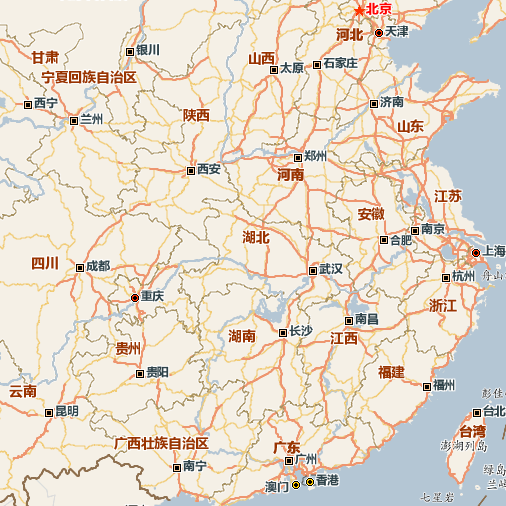 北京
河北
天津
甘肃
银川
山西
太原
石家庄
宁夏回族自治区
西宁
兰州
济南
陕西
山东
郑州
西安
河南
江苏
安徽
湖北
南京
合肥
上海
四川
成都
武汉
杭州
舟山
重庆
浙江
南昌
湖南
长沙
江西
贵州
贵阳
福建
福州
云南
彭佳
昆明
台北
台湾
广西壮族自治区
广东
澎湖列岛
南宁
广州
绿岛
香港
澳门
兰屿
七星岩